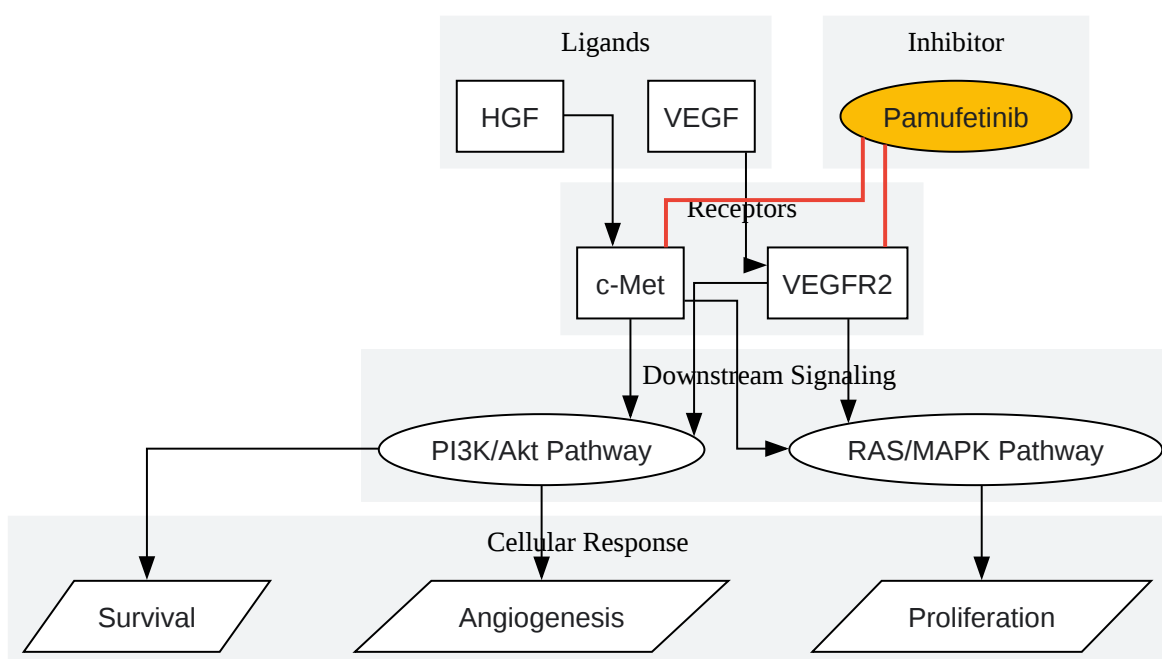 Ligands
Inhibitor
HGF
VEGF
Pamufetinib
Receptors
c-Met
VEGFR2
Downstream Signaling
PI3K/Akt Pathway
RAS/MAPK Pathway
Cellular Response
Survival
Angiogenesis
Proliferation